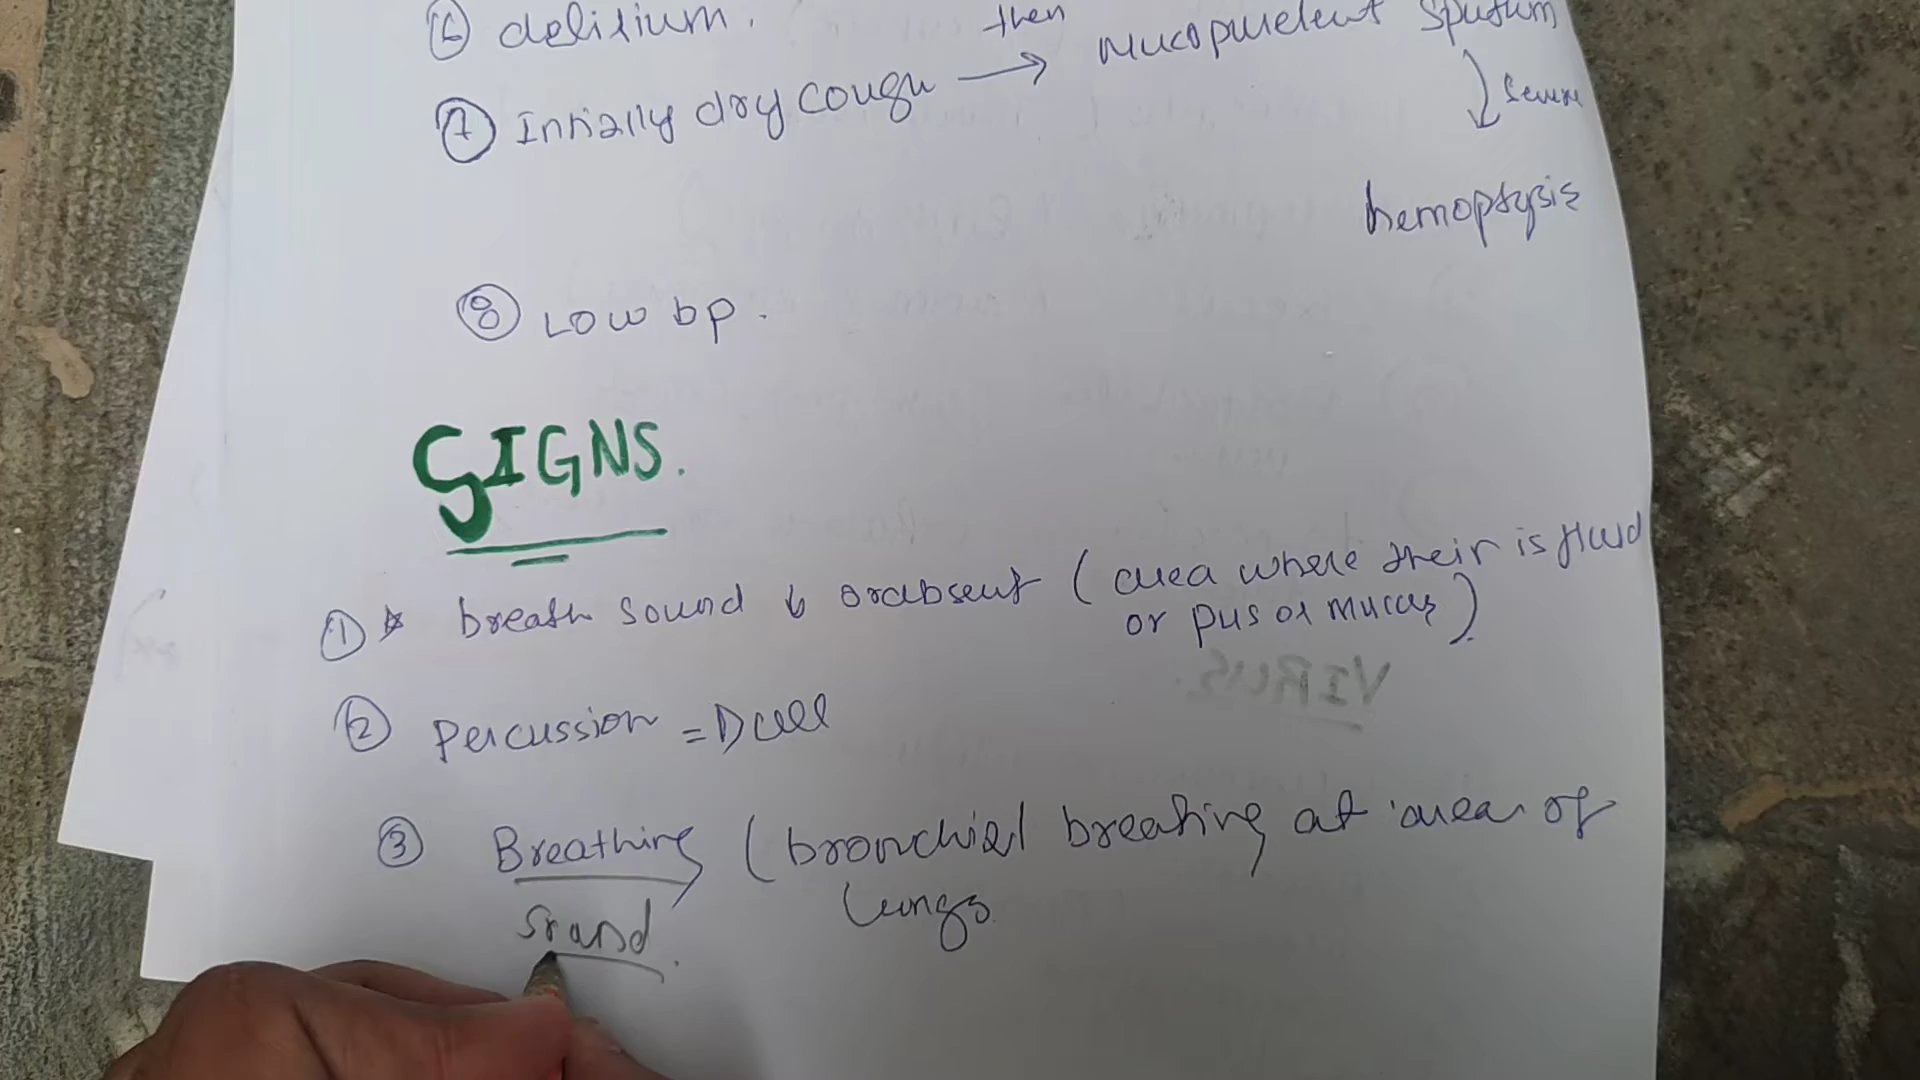 ⑥ delirium.
⑦ Initially dry cough then → Mucopurelent Sputum
↓ severe
hemoptysis
⑧ Low bp.
SIGNS.
① * breath sound ↓ or absent ( area where their is fluid
or pus or mucus )
② percussion = Dull
③ Breathing ( bronchial breathing at area of
Sound. lungs
VIRUS.